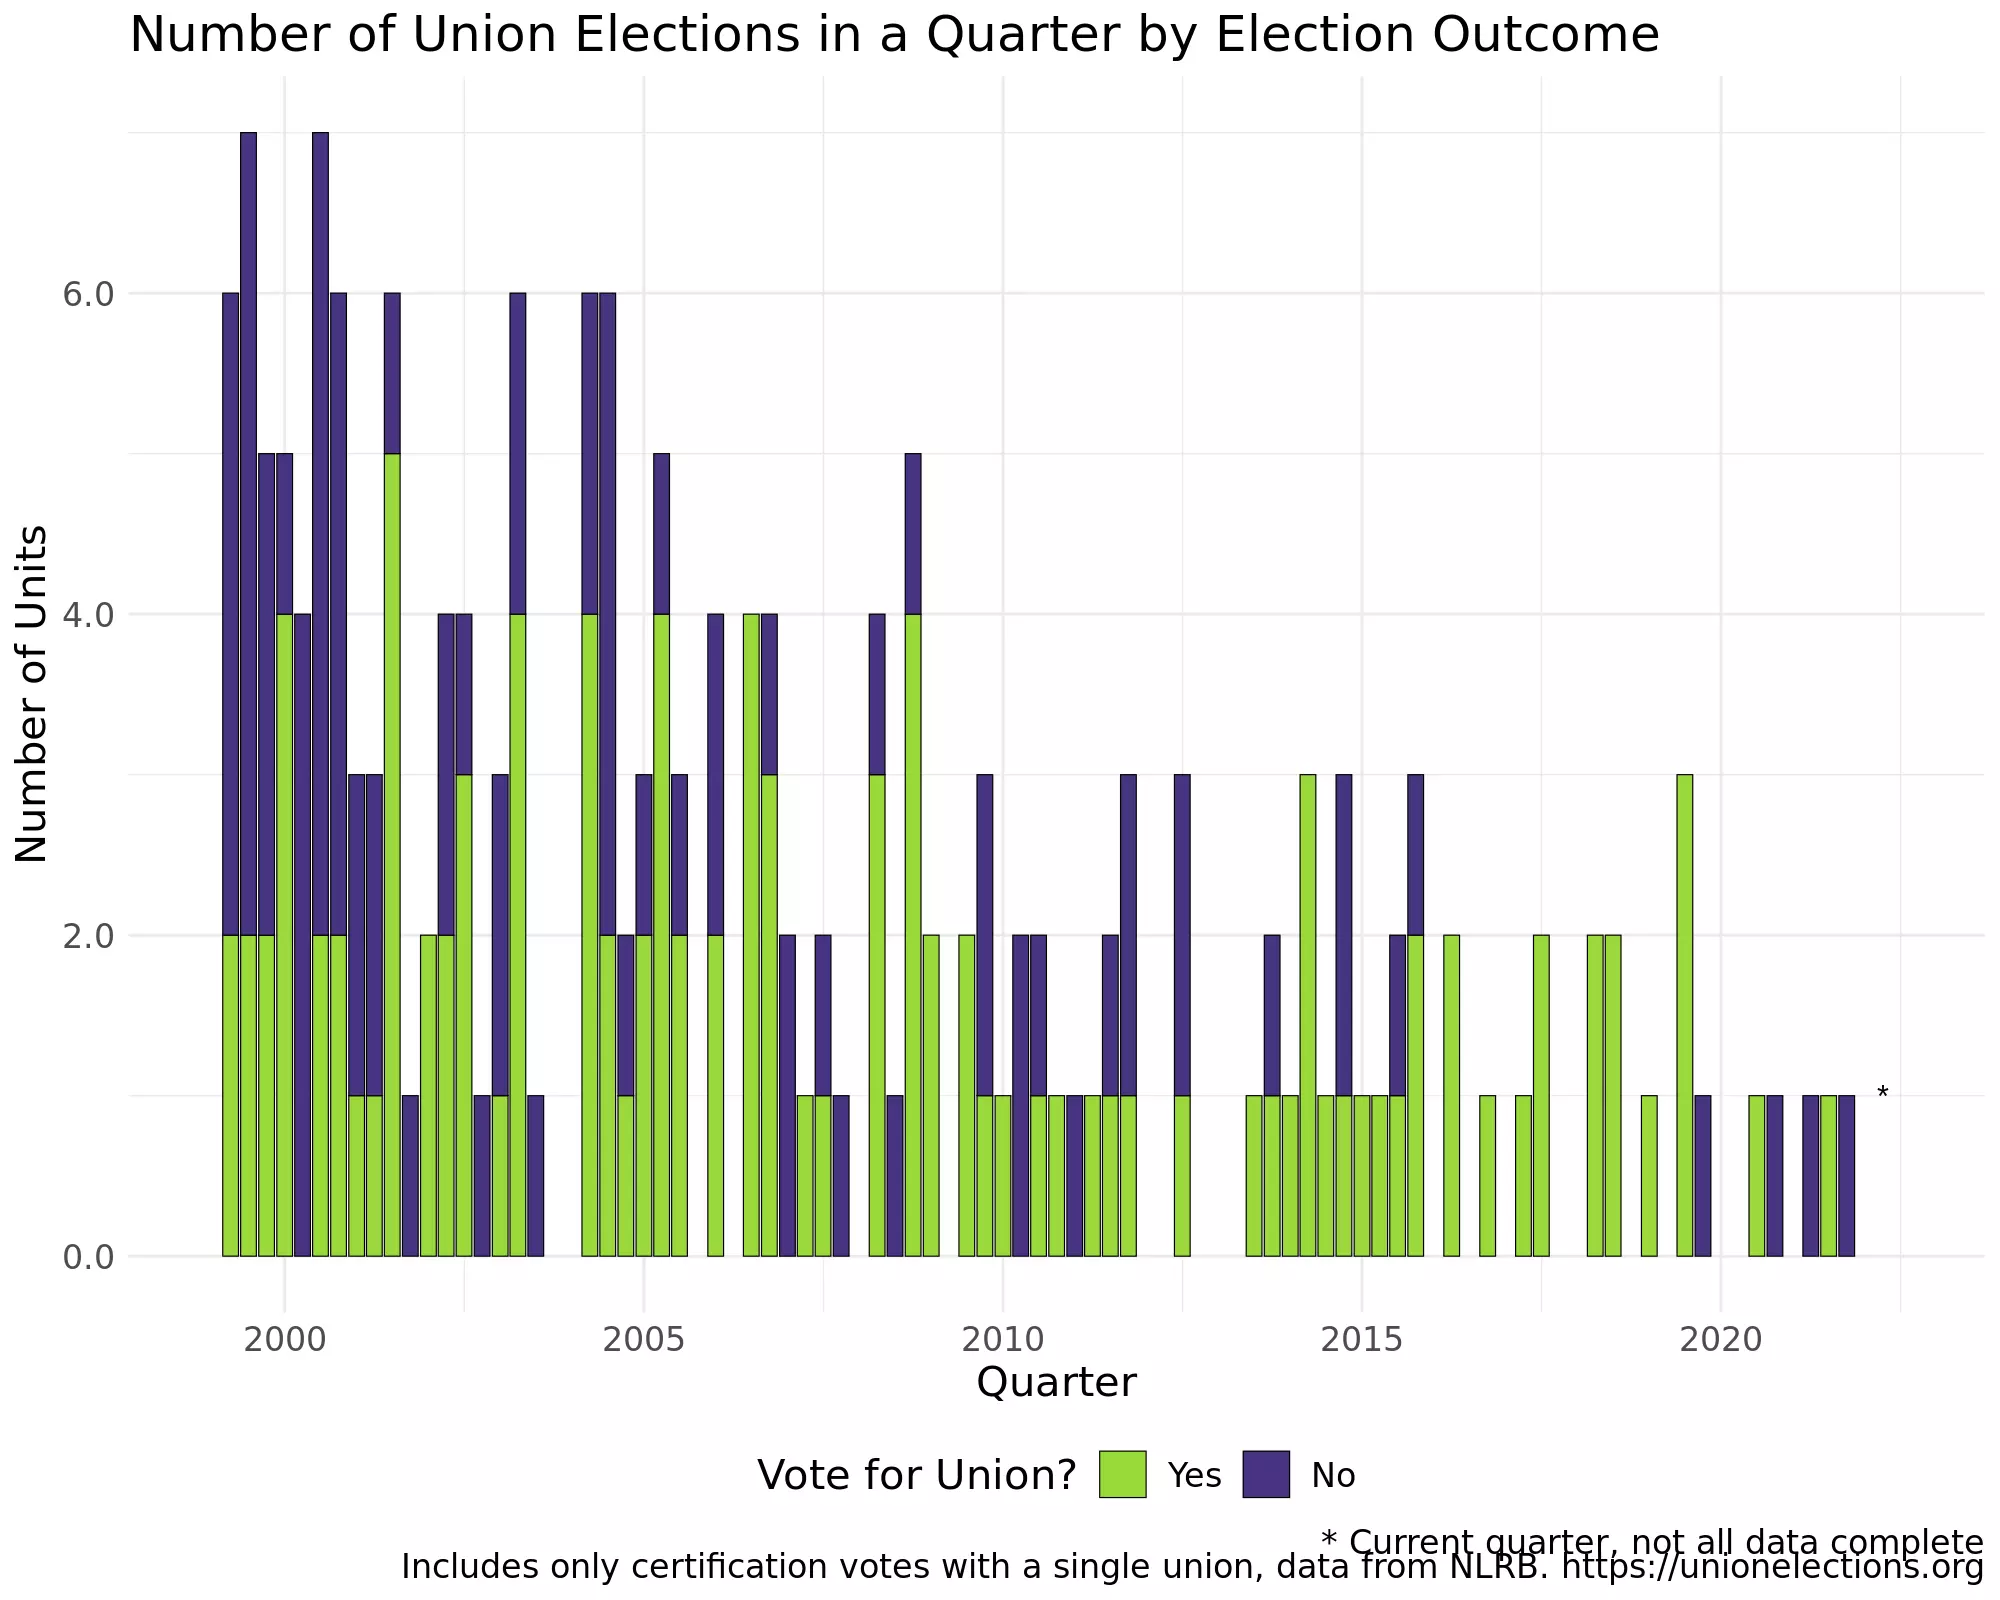 Number of Union Elections in a Quarter by Election Outcome
Number of Units
6.0
4.0
2.0
0.0
*
2000 2005 2010 2015 2020
Quarter
Vote for Union? Yes No
* Current quarter, not all data complete
Includes only certification votes with a single union, data from NLRB. https://unionelections.org